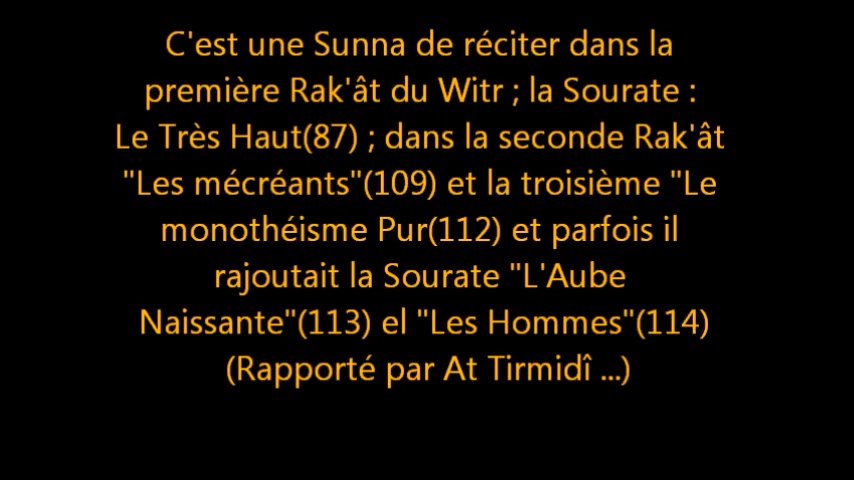 C'est une Sunna de réciter dans la
première Rak'ât du Witr ; la Sourate :
Le Très Haut(87) ; dans la seconde Rak'ât
"Les mécréants"(109) et la troisième "Le
monothéisme Pur(112) et parfois il
rajoutait la Sourate "L'Aube
Naissante"(113) el "Les Hommes"(114)
(Rapporté par At Tirmidî ...)